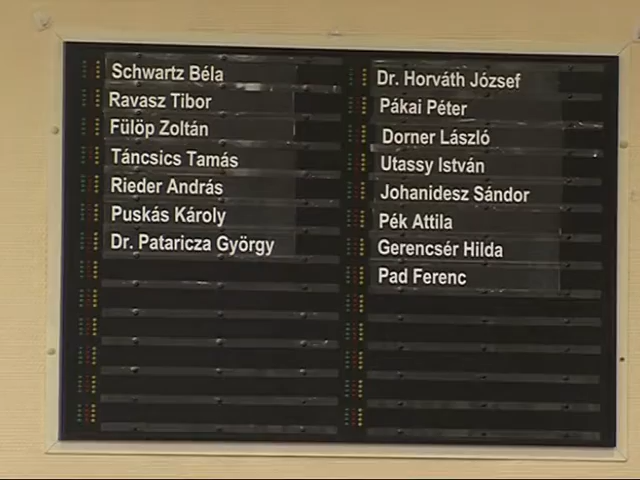 Schwartz Béla
Ravasz Tibor
Fülöp Zoltán
Táncsics Tamás
Rieder András
Puskás Károly
Dr. Pataricza György
Dr. Horváth József
Pákai Péter
Dorner László
Utassy István
Johanidesz Sándor
Pék Attila
Gerencsér Hilda
Pad Ferenc